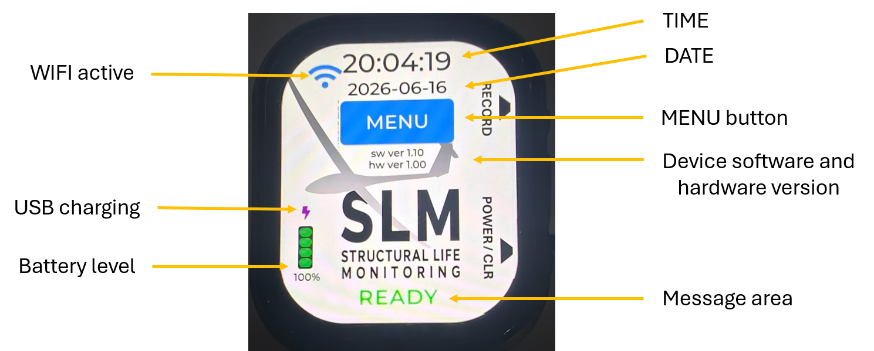 TIME
DATE
WIFI active
20:04:19
2026-06-16
RECORD
MENU
MENU button
sw ver 1.10
hw ver 1.00
Device software and
hardware version
USB charging
SLM
POWER / CLR
STRUCTURAL LIFE
MONITORING
Battery level
100%
READY
Message area